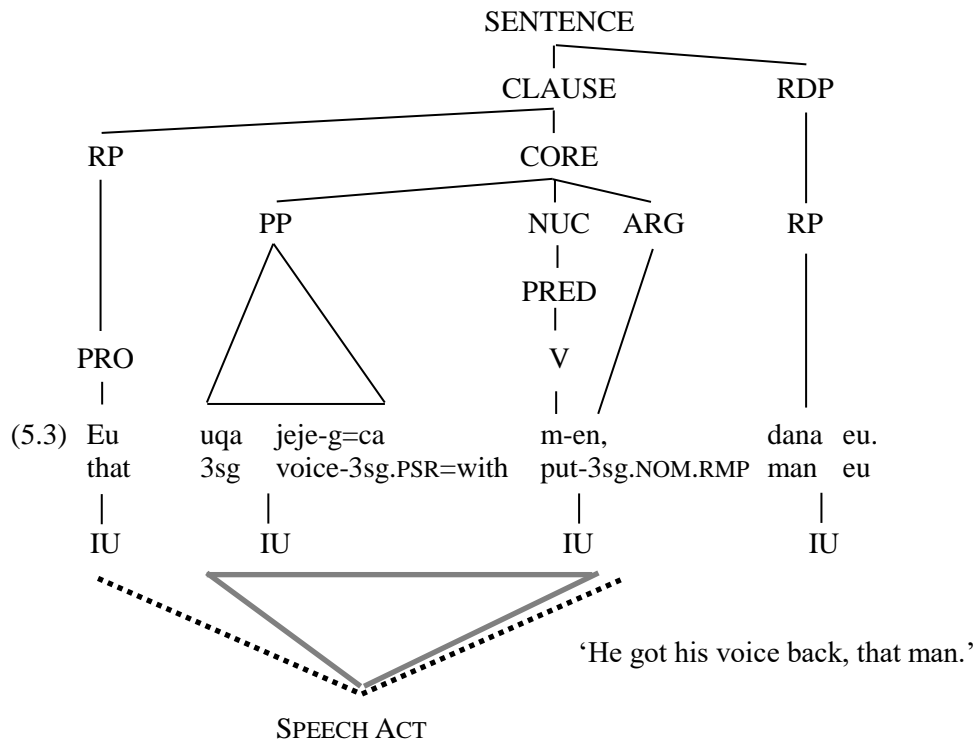 SENTENCE
CLAUSE RDP
RP CORE
PP NUC ARG RP
PRED
PRO V
(5.3) Eu uqa jeje-g=ca m-en, dana eu.
that 3sg voice-3sg.PSR=with put-3sg.NOM.RMP man eu
IU IU IU IU
‘He got his voice back, that man.’
SPEECH ACT